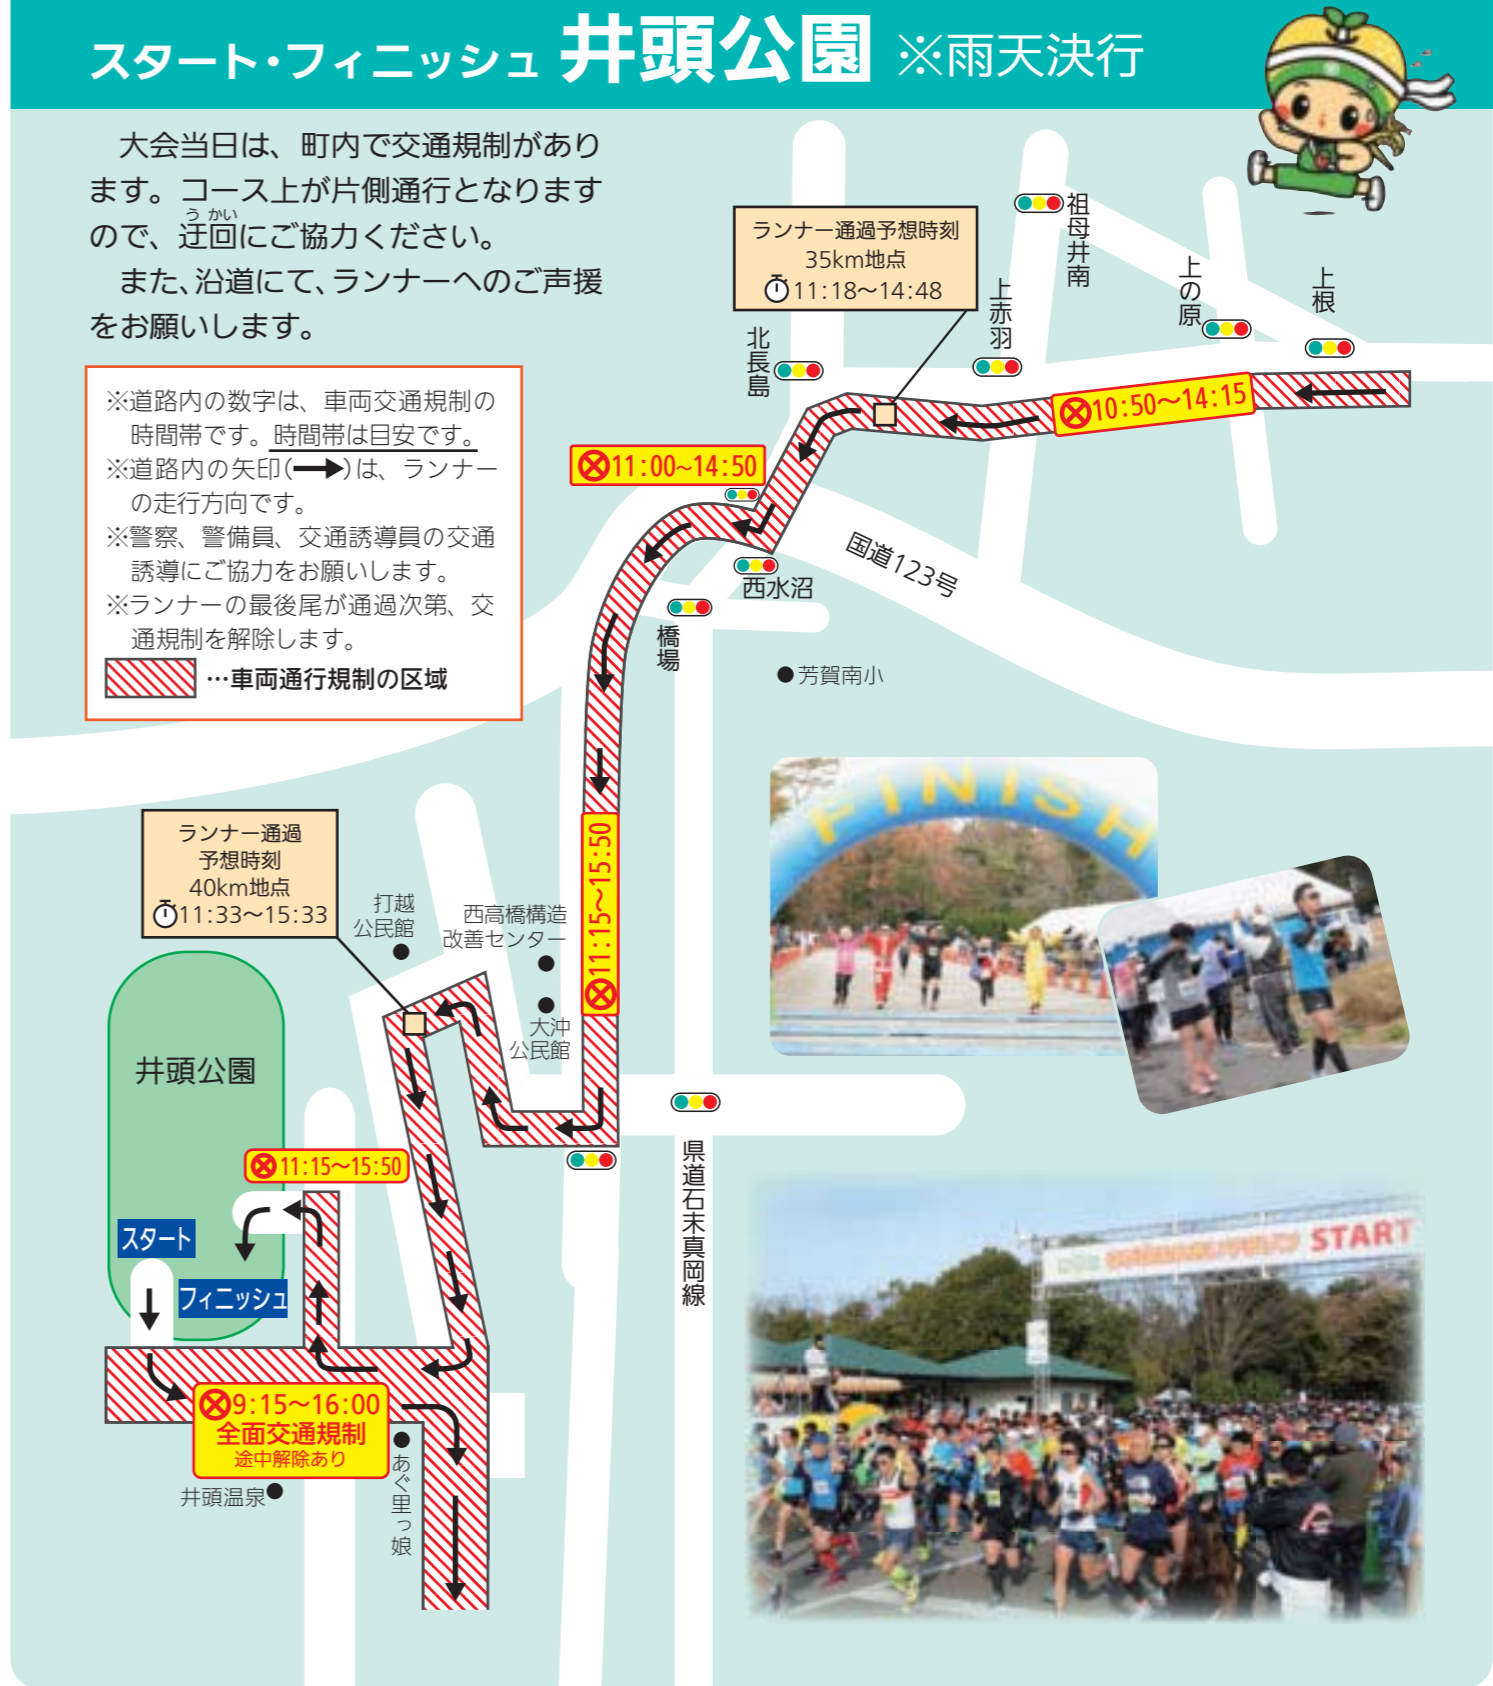 スタート・フィニッシュ 井頭公園 ※雨天決行
大会当日は、町内で交通規制があり
ます。コース上が片側通行となります
ので、迂回にご協力ください。
うかい
また、沿道にて、ランナーへのご声援
をお願いします。
※道路内の数字は、車両交通規制の
時間帯です。時間帯は目安です。
※道路内の矢印(➡)は、ランナー
の走行方向です。
※警察、警備員、交通誘導員の交通
誘導にご協力をお願いします。
※ランナーの最後尾が通過次第、交
通規制を解除します。
…車両通行規制の区域
ランナー通過予想時刻
35km地点
11:18〜14:48
祖母井南
上の原
上根
上赤羽
北長島
10:50〜14:15
11:00〜14:50
西水沼
国道123号
橋場
芳賀南小
FINISH
11:15〜15:50
ランナー通過
予想時刻
40km地点
11:33〜15:33
打越
公民館
西高橋構造
改善センター
大沖
公民館
井頭公園
県道石末真岡線
11:15〜15:50
スタート
フィニッシュ
9:15〜16:00
全面交通規制
途中解除あり
井頭温泉
あぐ里っ娘
START